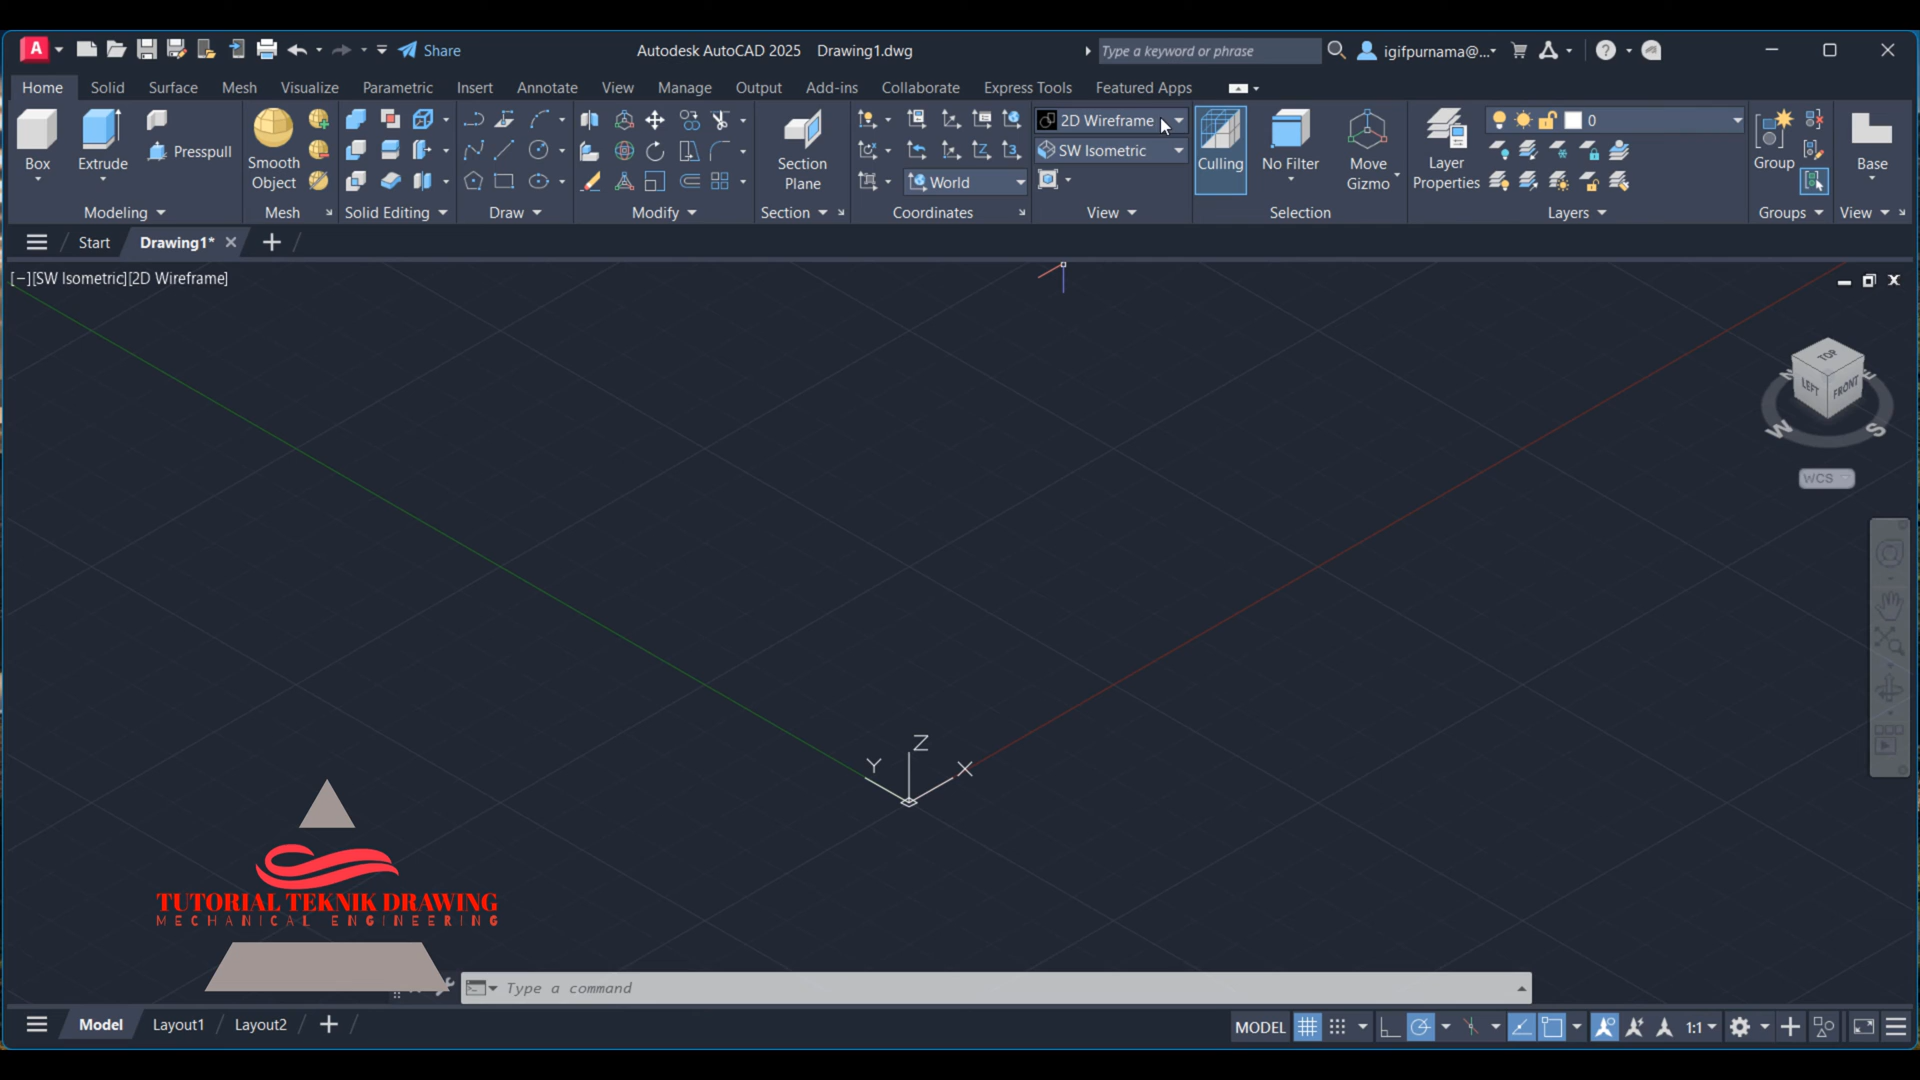 A Share Autodesk AutoCAD 2025 Drawing1.dwg Type a keyword or phrase igifpurnama@...
Home Solid Surface Mesh Visualize Parametric Insert Annotate View Manage Output Add-ins Collaborate Express Tools Featured Apps
2D Wireframe 0
Box Extrude Presspull Smooth Object Section Plane SW Isometric Culling No Filter Move Gizmo Layer Properties Group Base
World
Modeling Mesh Solid Editing Draw Modify Section Coordinates View Selection Layers Groups View
Start Drawing1*
[−][SW Isometric][2D Wireframe]
TOP
LEFT FRONT
N E
W S
WCS
Z
Y X
TUTORIAL TEKNIK DRAWING
MECHANICAL ENGINEERING
Type a command
Model Layout1 Layout2 MODEL 1:1